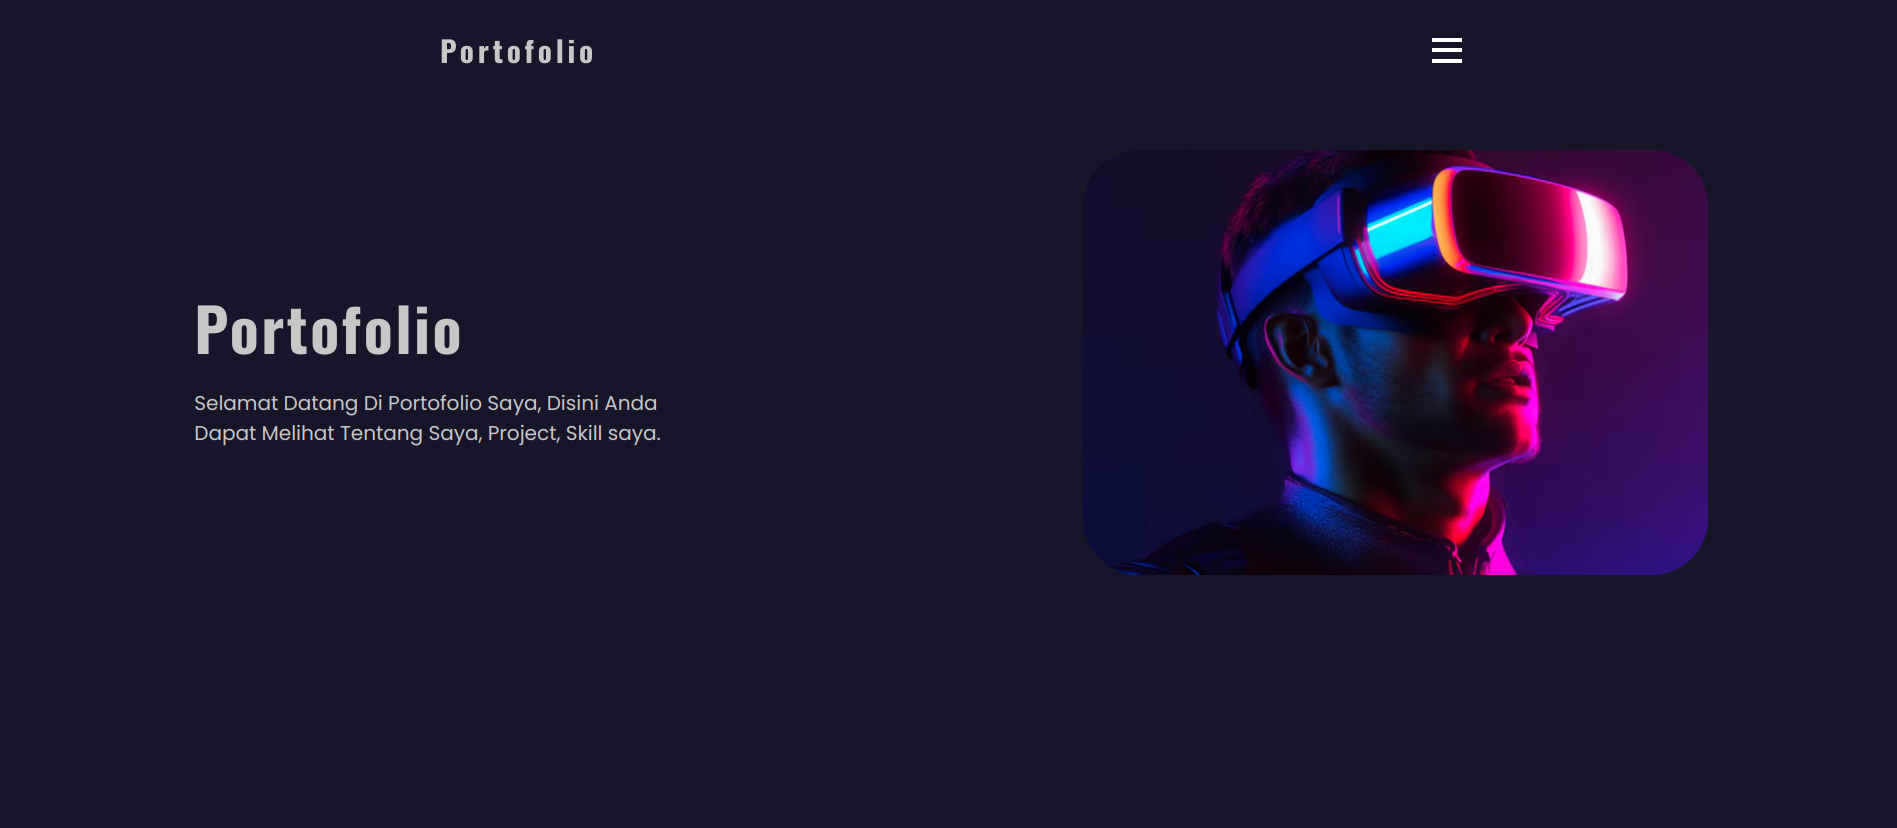 Portofolio
Portofolio
Selamat Datang Di Portofolio Saya, Disini Anda
Dapat Melihat Tentang Saya, Project, Skill saya.